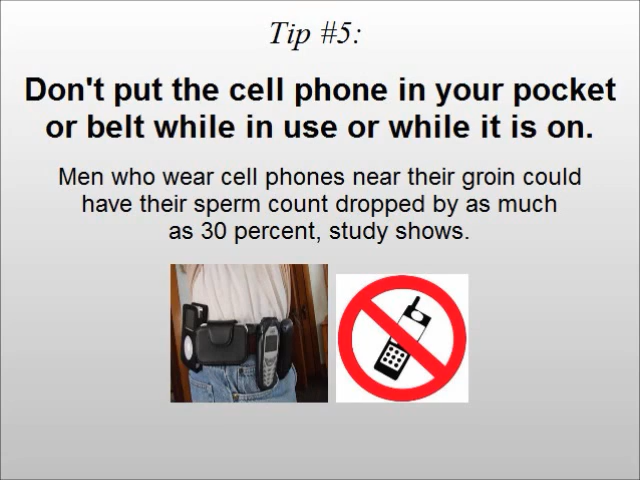 Tip #5:
Don't put the cell phone in your pocket
or belt while in use or while it is on.
Men who wear cell phones near their groin could
have their sperm count dropped by as much
as 30 percent, study shows.